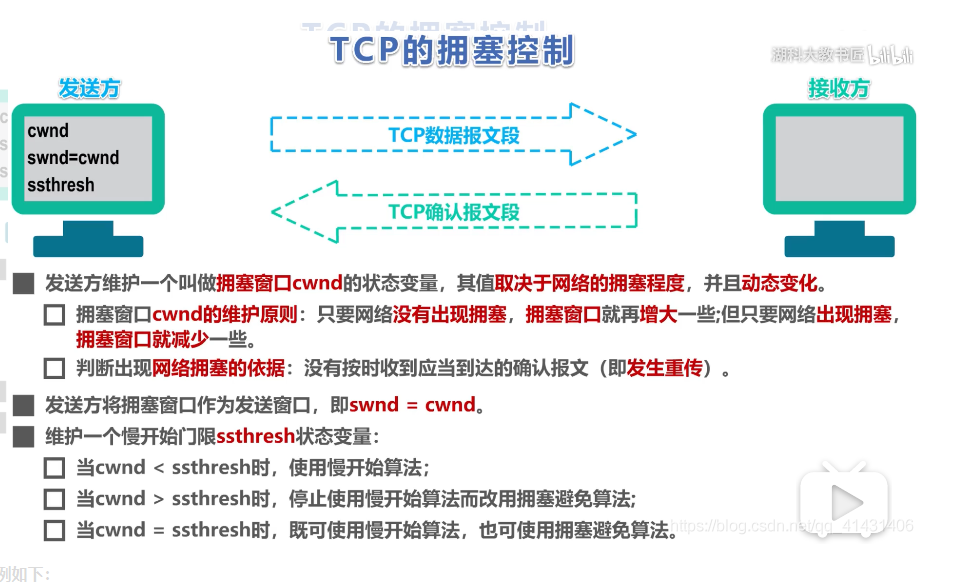 TCP的拥塞控制
湖科大教书匠 bilibili
发送方
接收方
cwnd
swnd=cwnd
ssthresh
TCP数据报文段
TCP确认报文段
发送方维护一个叫做拥塞窗口cwnd的状态变量，其值取决于网络的拥塞程度，并且动态变化。
拥塞窗口cwnd的维护原则：只要网络没有出现拥塞，拥塞窗口就再增大一些;但只要网络出现拥塞，
拥塞窗口就减少一些。
判断出现网络拥塞的依据：没有按时收到应当到达的确认报文（即发生重传）。
发送方将拥塞窗口作为发送窗口，即swnd = cwnd。
维护一个慢开始门限ssthresh状态变量：
当cwnd < ssthresh时，使用慢开始算法；
当cwnd > ssthresh时，停止使用慢开始算法而改用拥塞避免算法;
当cwnd = ssthresh时，既可使用慢开始算法，也可使用拥塞避免算法。
https://blog.csdn.net/qq_41431406
例如下：